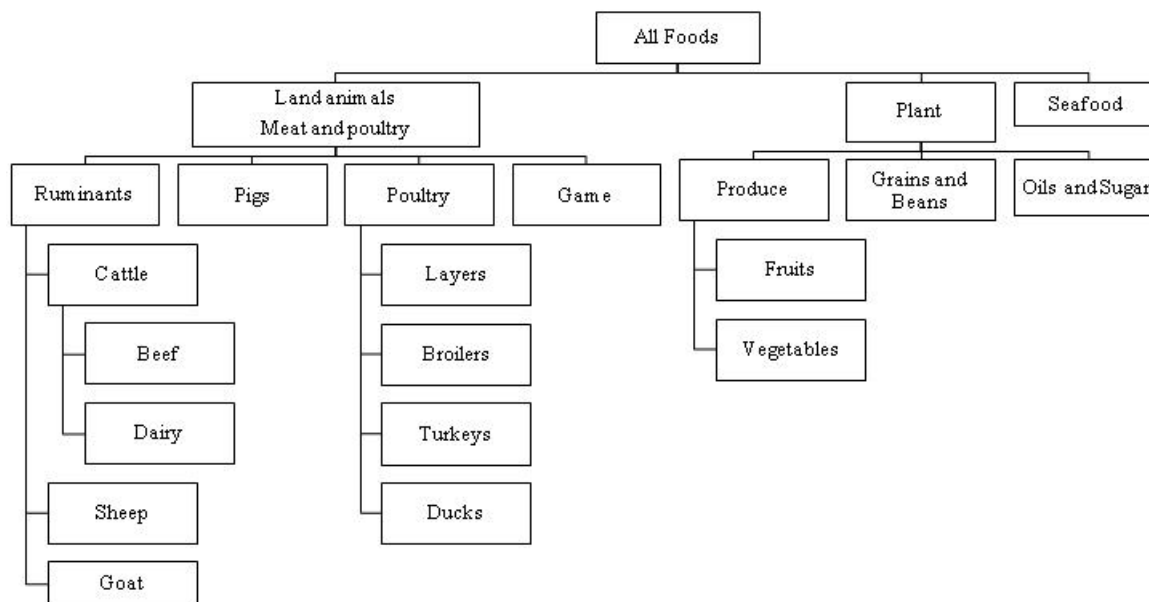 All Foods
Land animals
Meat and poultry
Plant
Seafood
Ruminants
Pigs
Poultry
Game
Produce
Grains and
Beans
Oils and Sugar
Cattle
Layers
Fruits
Beef
Broilers
Vegetables
Dairy
Turkeys
Sheep
Ducks
Goat